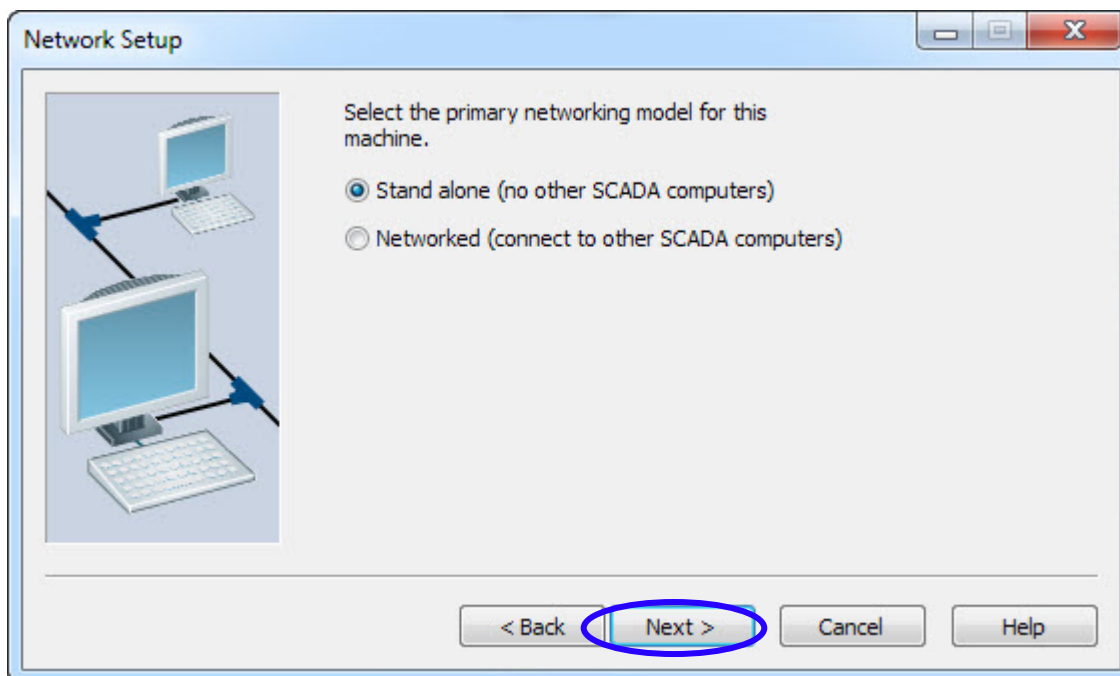 Network Setup
Select the primary networking model for this
machine.
Stand alone (no other SCADA computers)
Networked (connect to other SCADA computers)
< Back
Next >
Cancel
Help